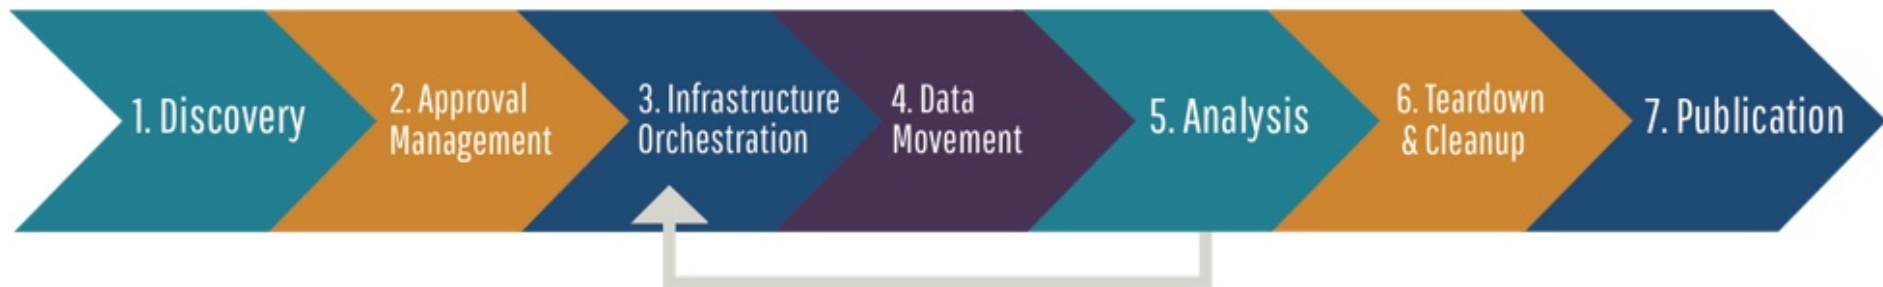 1. Discovery
2. Approval
Management
3. Infrastructure
Orchestration
4. Data
Movement
5. Analysis
6. Teardown
& Cleanup
7. Publication